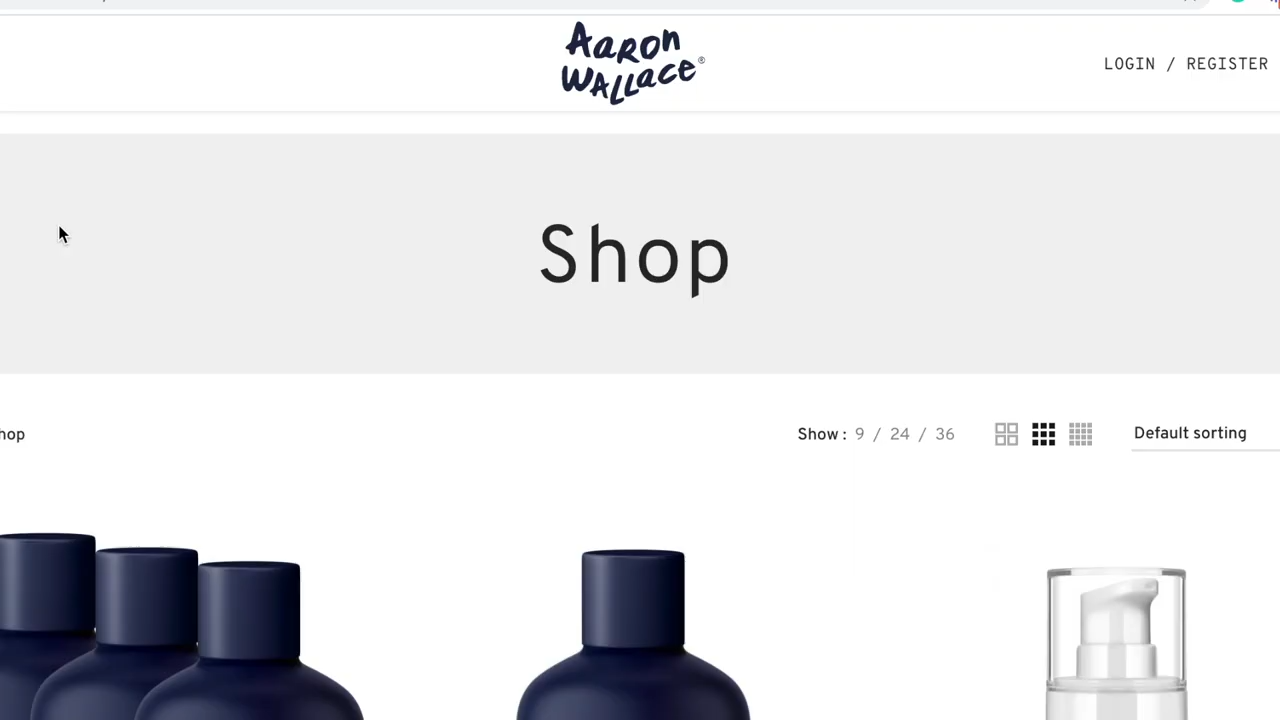 Aaron
Wallace®
LOGIN / REGISTER
Shop
hop
Show : 9 / 24 / 36
Default sorting